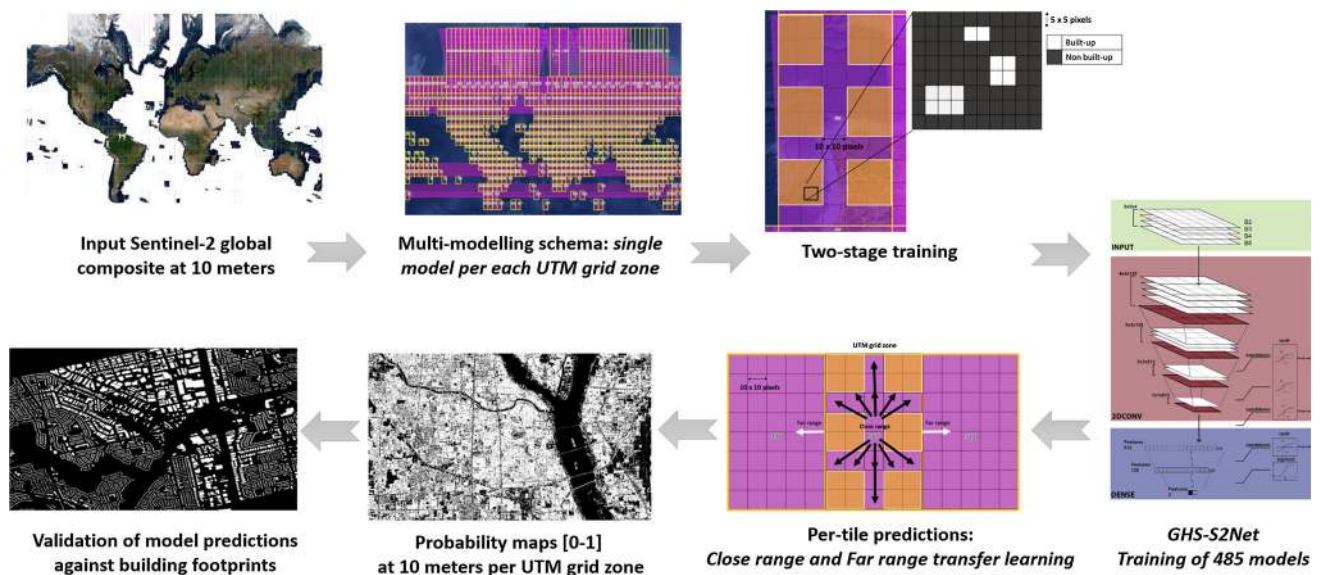 5 x 5 pixels
Built-up
Non built-up
10 x 10 pixels
Input Sentinel-2 global
composite at 10 meters
Multi-modelling schema: single
model per each UTM grid zone
Two-stage training
INPUT
B2
B3
B4
2DCONV
DENSE
GHS-S2Net
Training of 485 models
UTM grid zone
10 x 10 pixels
Close range
Far range
Far range
Per-tile predictions:
Close range and Far range transfer learning
Probability maps [0-1]
at 10 meters per UTM grid zone
Validation of model predictions
against building footprints